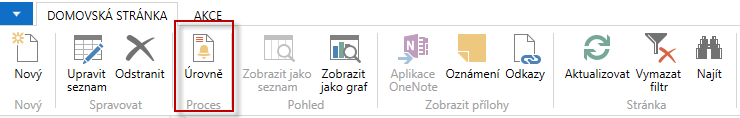 DOMOVSKÁ STRÁNKA AKCE
Nový Upravit seznam Odstranit Úrovně Zobrazit jako seznam Zobrazit jako graf Aplikace OneNote Oznámení Odkazy Aktualizovat Vymazat filtr Najít
Nový Spravovat Proces Pohled Zobrazit přílohy Stránka